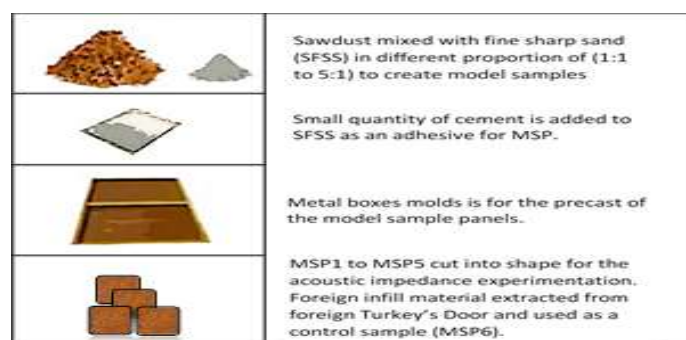 Sawdust mixed with fine sharp sand
(SFSS) in different proportion of (1:1
to 5:1) to create model samples
Small quantity of cement is added to
SFSS as an adhesive for MSP.
Metal boxes molds is for the precast of
the model sample panels.
MSP1 to MSP5 cut into shape for the
acoustic impedance experimentation.
Foreign infill material extracted from
foreign Turkey's Door and used as a
control sample (MSP6).